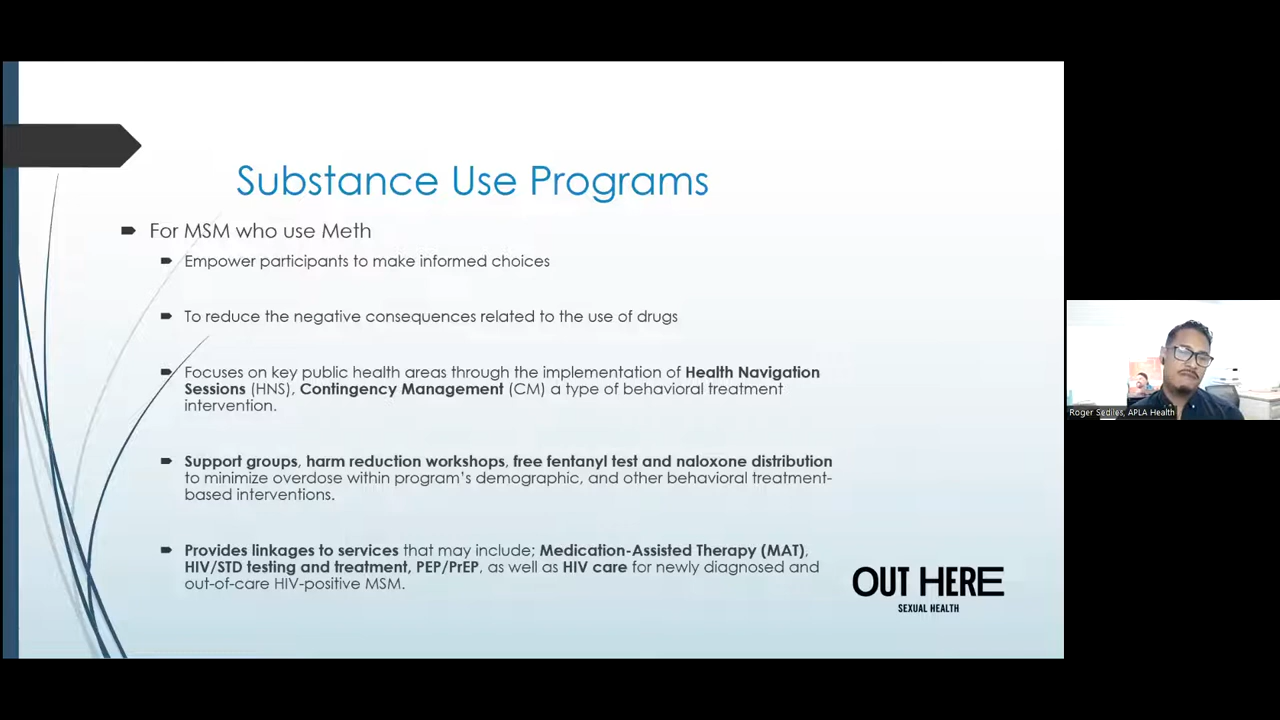 Substance Use Programs
For MSM who use Meth
Empower participants to make informed choices
To reduce the negative consequences related to the use of drugs
Focuses on key public health areas through the implementation of Health Navigation
Sessions (HNS), Contingency Management (CM) a type of behavioral treatment
intervention.
Support groups, harm reduction workshops, free fentanyl test and naloxone distribution
to minimize overdose within program’s demographic, and other behavioral treatment-
based interventions.
Provides linkages to services that may include; Medication-Assisted Therapy (MAT),
HIV/STD testing and treatment, PEP/PrEP, as well as HIV care for newly diagnosed and
out-of-care HIV-positive MSM.
OUT HERE
SEXUAL HEALTH
Roger Sediles, APLA Health